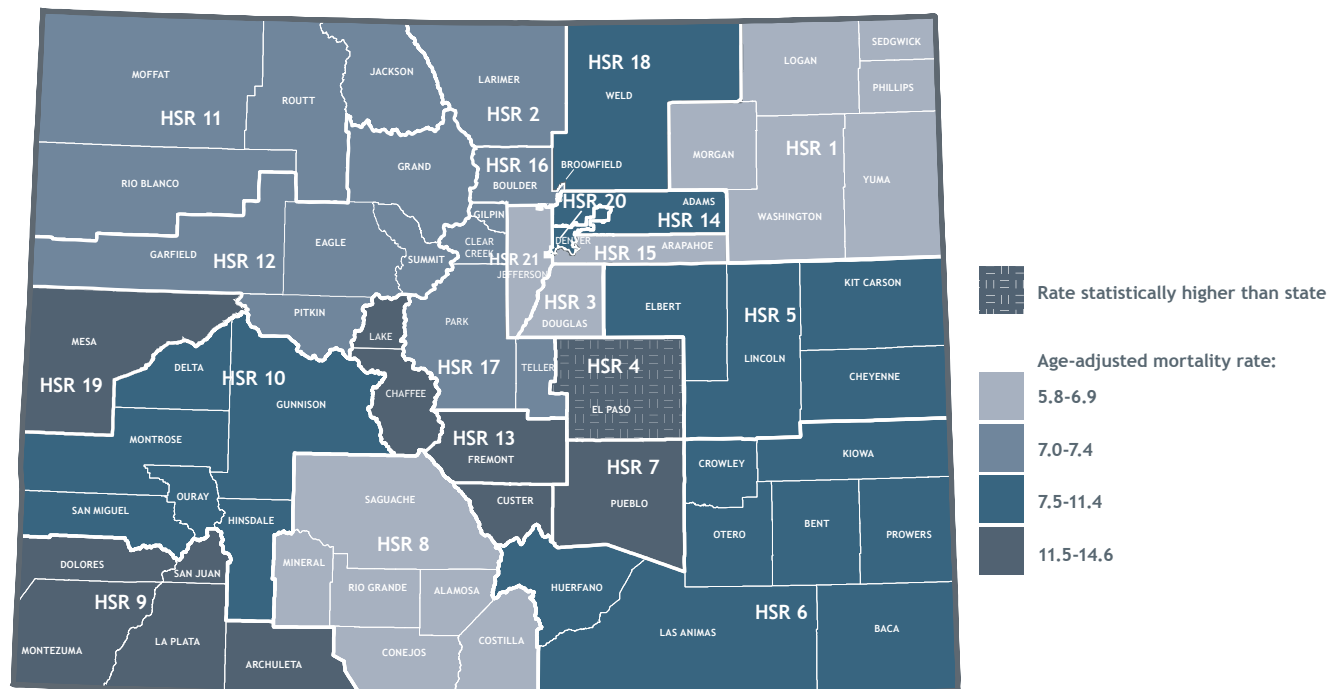 SEDGWICK
LOGAN
HSR 18
JACKSON
MOFFAT
LARIMER
PHILLIPS
WELD
ROUTT
HSR 2
HSR 11
HSR 1
MORGAN
HSR 16
BROOMFIELD
GRAND
YUMA
RIO BLANCO
BOULDER
HSR 20
ADAMS
GILPIN
WASHINGTON
HSR 14
EAGLE
CLEAR
CREEK
DENVER
ARAPAHOE
GARFIELD
HSR 12
SUMMIT
HSR 21
HSR 15
JEFFERSON
KIT CARSON
Rate statistically higher than state
HSR 3
ELBERT
PITKIN
HSR 5
PARK
DOUGLAS
LAKE
MESA
LINCOLN
Age-adjusted mortality rate:
DELTA
HSR 17
TELLER
HSR 4
HSR 10
CHEYENNE
HSR 19
CHAFFEE
5.8-6.9
GUNNISON
EL PASO
MONTROSE
HSR 13
7.0-7.4
KIOWA
FREMONT
CROWLEY
HSR 7
OURAY
SAGUACHE
CUSTER
PUEBLO
7.5-11.4
SAN MIGUEL
HINSDALE
BENT
OTERO
PROWERS
HSR 8
11.5-14.6
MINERAL
DOLORES
SAN JUAN
RIO GRANDE
ALAMOSA
HUERFANO
HSR 9
HSR 6
BACA
LAS ANIMAS
LA PLATA
COSTILLA
MONTEZUMA
CONEJOS
ARCHULETA